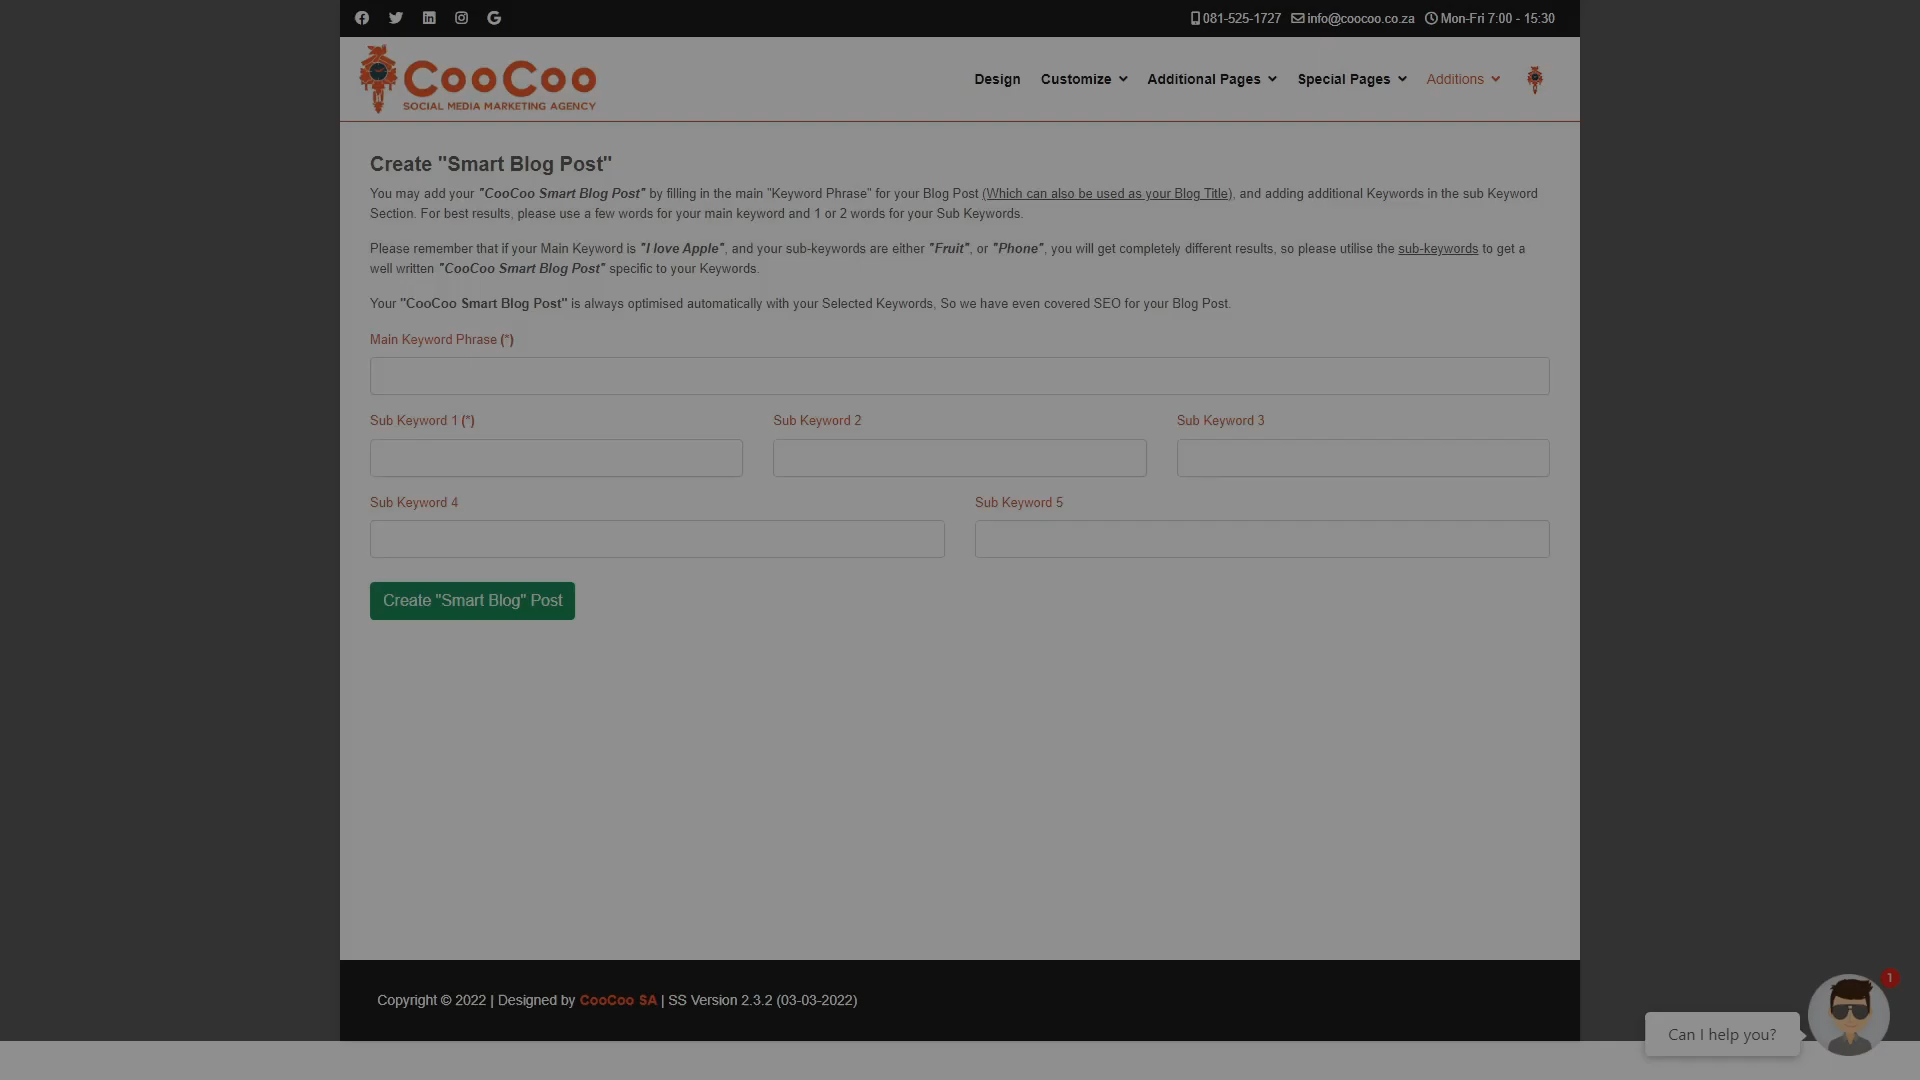 081-525-1727 info@coocoo.co.za Mon-Fri 7:00 - 15:30
CooCoo
SOCIAL MEDIA MARKETING AGENCY
Design Customize Additional Pages Special Pages Additions
Create "Smart Blog Post"
You may add your "CooCoo Smart Blog Post" by filling in the main "Keyword Phrase" for your Blog Post (Which can also be used as your Blog Title), and adding additional Keywords in the sub Keyword
Section. For best results, please use a few words for your main keyword and 1 or 2 words for your Sub Keywords.
Please remember that if your Main Keyword is "I love Apple", and your sub-keywords are either "Fruit", or "Phone", you will get completely different results, so please utilise the sub-keywords to get a
well written "CooCoo Smart Blog Post" specific to your Keywords.
Your "CooCoo Smart Blog Post" is always optimised automatically with your Selected Keywords, So we have even covered SEO for your Blog Post.
Main Keyword Phrase (*)
Sub Keyword 1 (*) Sub Keyword 2 Sub Keyword 3
Sub Keyword 4 Sub Keyword 5
Create "Smart Blog" Post
Copyright © 2022 | Designed by CooCoo SA | SS Version 2.3.2 (03-03-2022)
1
Can I help you?